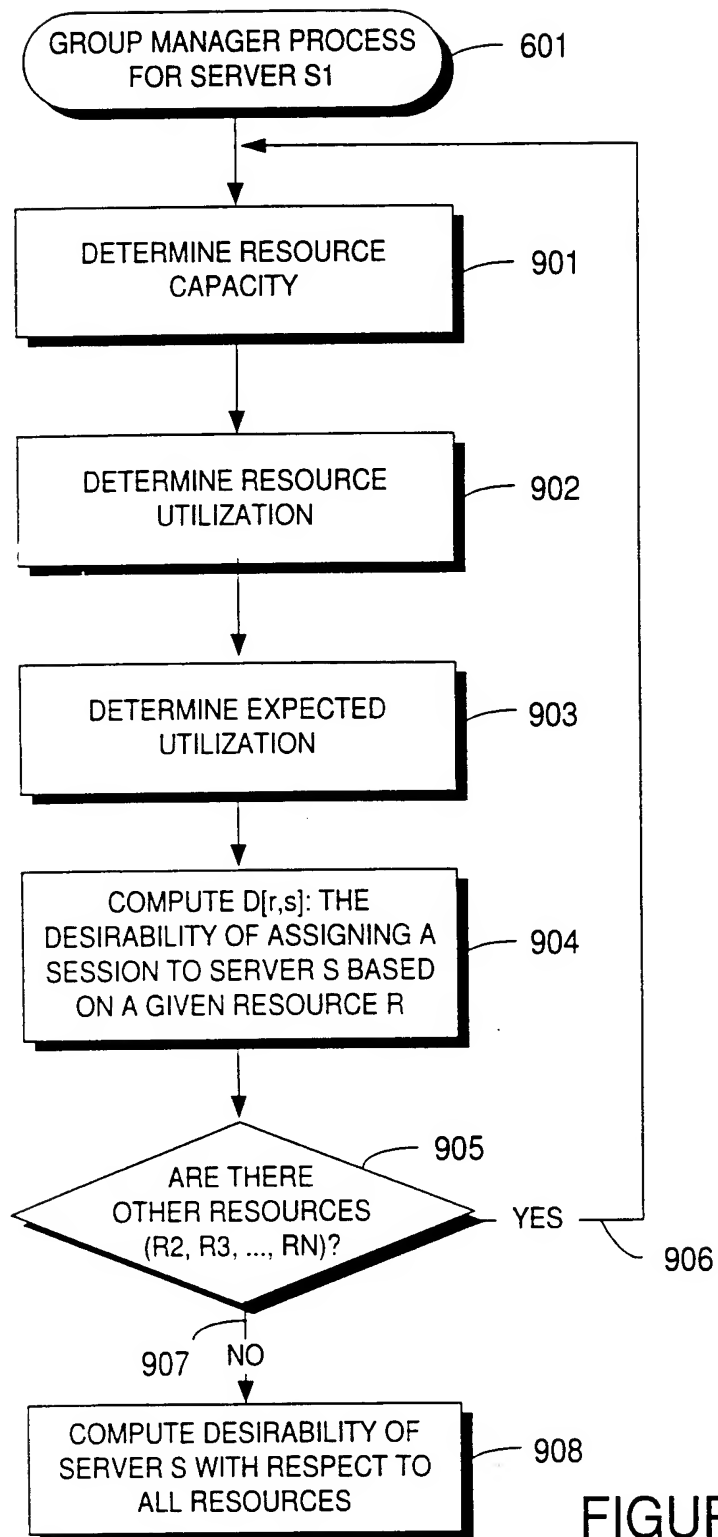 GROUP MANAGER PROCESS
FOR SERVER S1
601
DETERMINE RESOURCE
CAPACITY
901
DETERMINE RESOURCE
UTILIZATION
902
DETERMINE EXPECTED
UTILIZATION
903
COMPUTE D[r,s]: THE
DESIRABILITY OF ASSIGNING A
SESSION TO SERVER S BASED
ON A GIVEN RESOURCE R
904
ARE THERE
OTHER RESOURCES
(R2, R3, ..., RN)?
905
YES
906
907
NO
COMPUTE DESIRABILITY OF
SERVER S WITH RESPECT TO
ALL RESOURCES
908